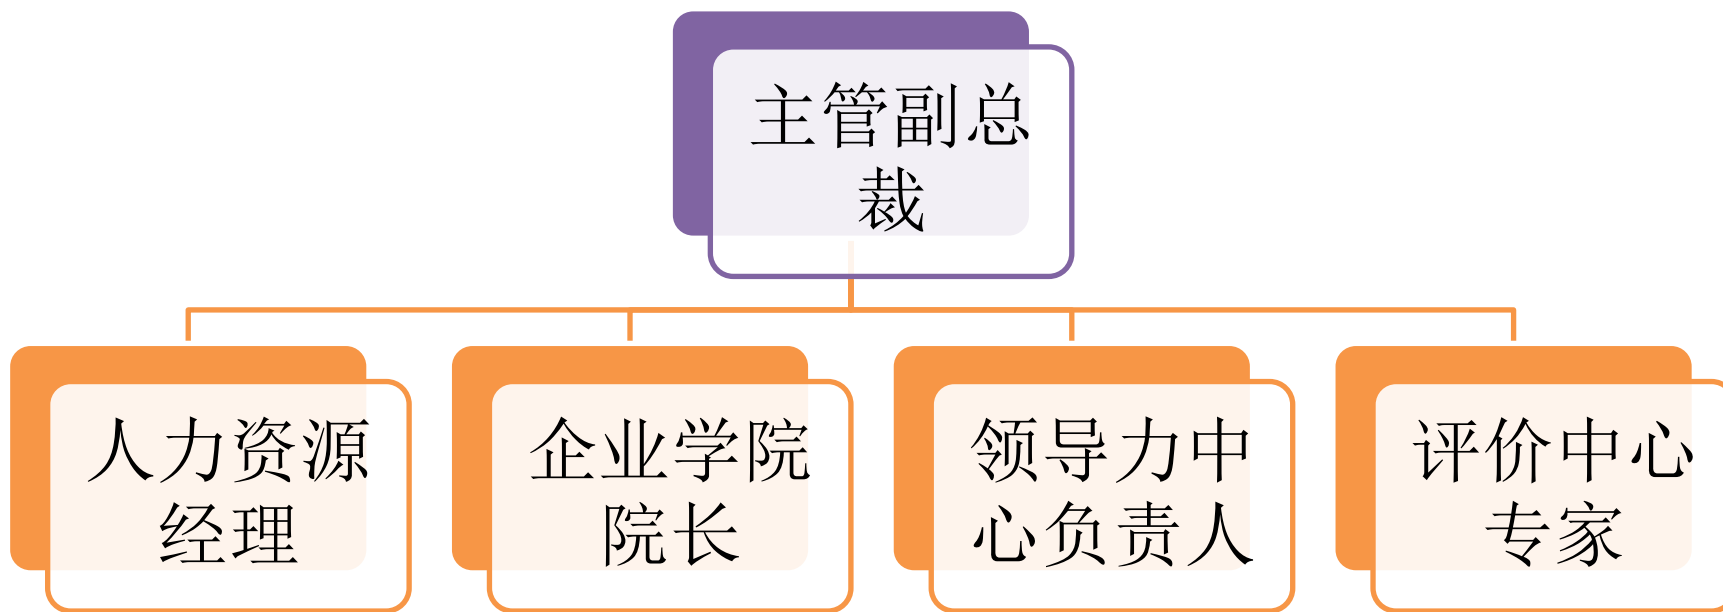 主管副总
裁
人力资源
经理
企业学院
院长
领导力中
心负责人
评价中心
专家